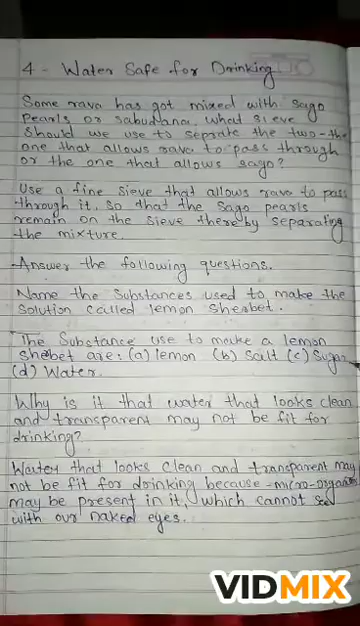 4 - Water Safe for Drinking
Some rava has got mixed with sago
pearls or sabudana. What sieve
should we use to seprate the two - the
one that allows rava to pass through
or the one that allows sago?
Use a fine sieve that allows rava to pass
through it. so that the sago pearls
remain on the sieve there by separating
the mixture.
Answer the following questions.
Name the substances used to make the
solution called lemon sherbet.
The Substance use to make a lemon
shebet are: (a) lemon (b) Salt (c) Sugar
(d) Water.
Why is it that water that looks clean
and transparent may not be fit for
drinking?
Water that looks clean and transparent may
not be fit for drinking because micro-organisms
may be present in it, which cannot see
with our naked eyes.
VIDMIX